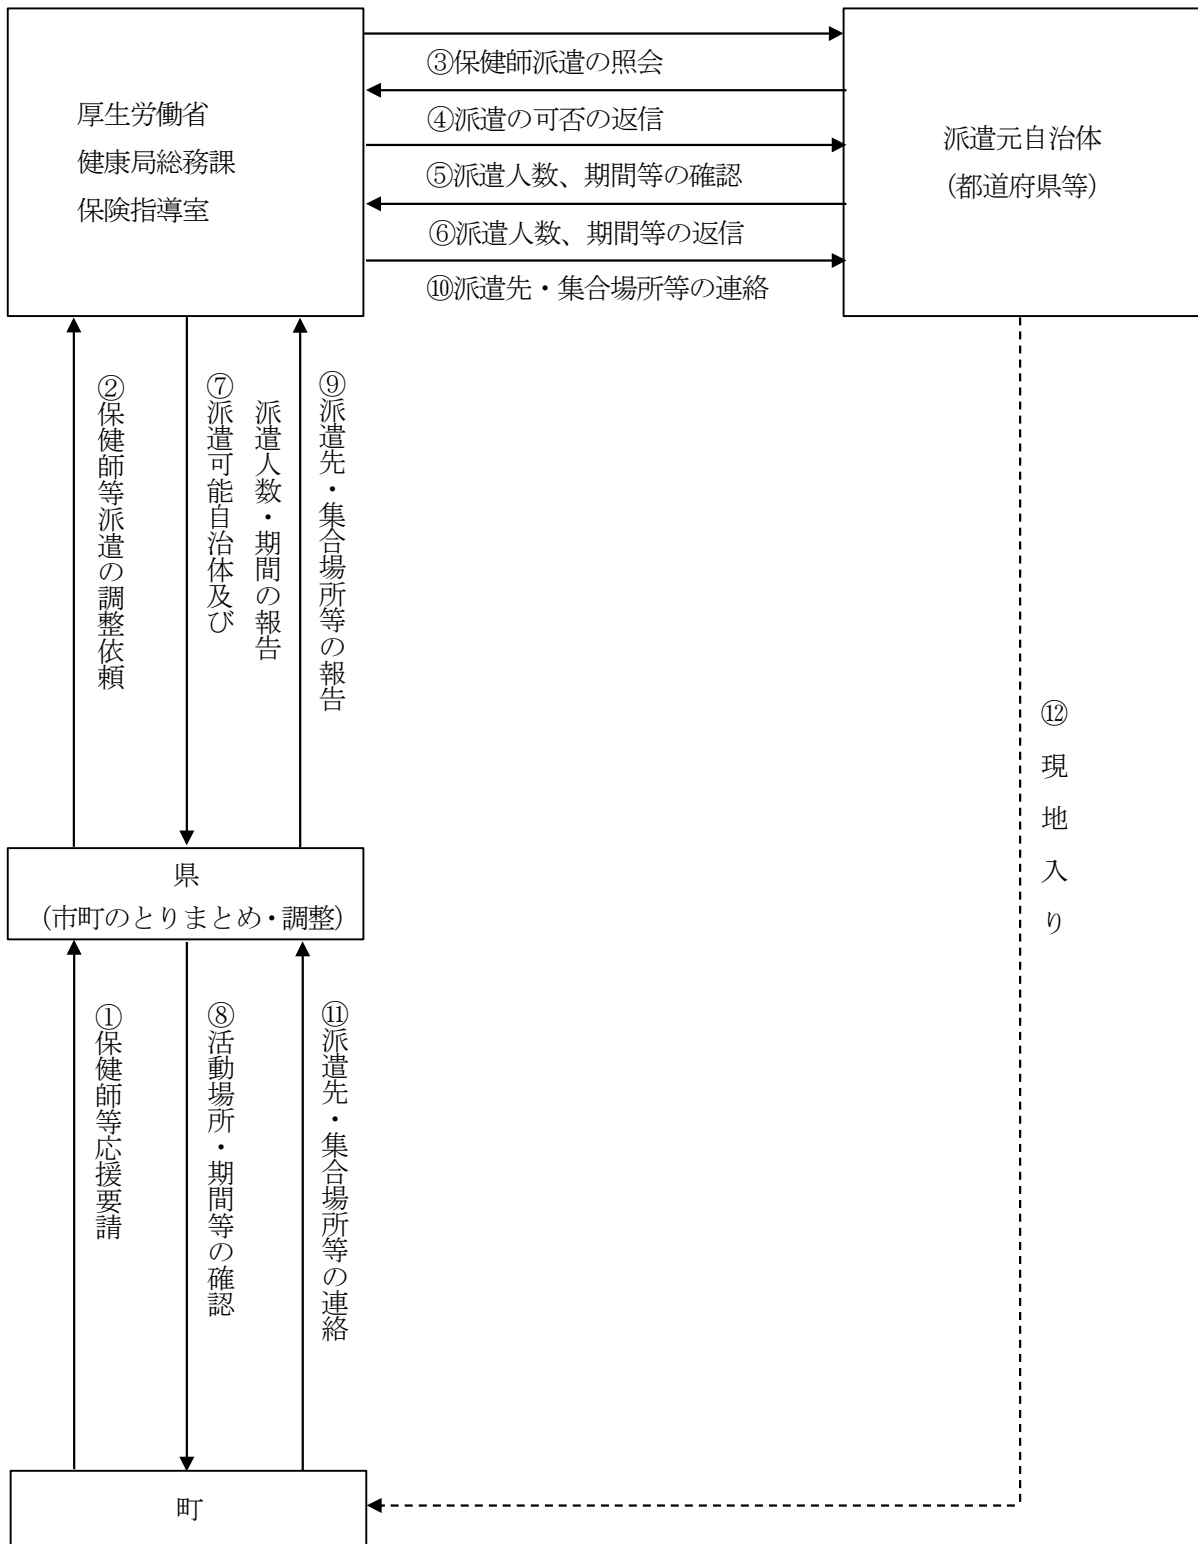 厚生労働省
健康局総務課
保険指導室
③保健師派遣の照会
④派遣の可否の返信
⑤派遣人数、期間等の確認
⑥派遣人数、期間等の返信
⑩派遣先・集合場所等の連絡
派遣元自治体
(都道府県等)
②保健師等派遣の調整依頼
⑦派遣可能自治体及び
派遣人数・期間の報告
⑨派遣先・集合場所等の報告
⑫現地入り
県
(市町のとりまとめ・調整)
①保健師等応援要請
⑧活動場所・期間等の確認
⑪派遣先・集合場所等の連絡
町